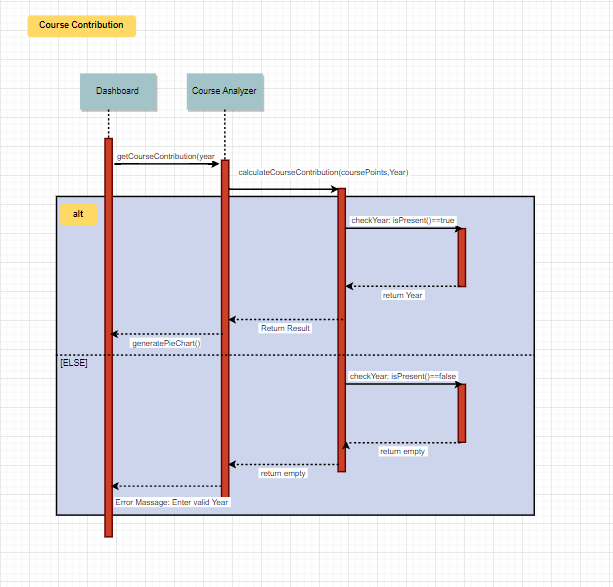 Course Contribution
Dashboard
Course Analyzer
getCourseContribution(year
calculateCourseContribution(coursePoints,Year)
alt
checkYear: isPresent()==true
return Year
Return Result
generatePieChart()
[ELSE]
checkYear: isPresent()==false
return empty
return empty
Error Massage: Enter valid Year